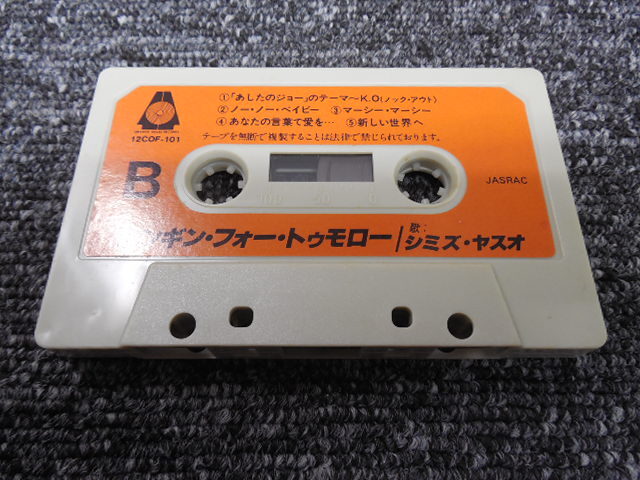 ①「あしたのジョー」のテーマ〜K.O(ノック・アウト)
②ノー・ノー・ベイビー ③マーシー・マーシー
④あなたの言葉で愛を… ⑤新しい世界へ
テープを無断で複製することは法律で禁じられております。
12CDF-101
B
JASRAC
100 50 0
ンギン・フォー・トゥモロー/歌:シミズ・ヤスオ